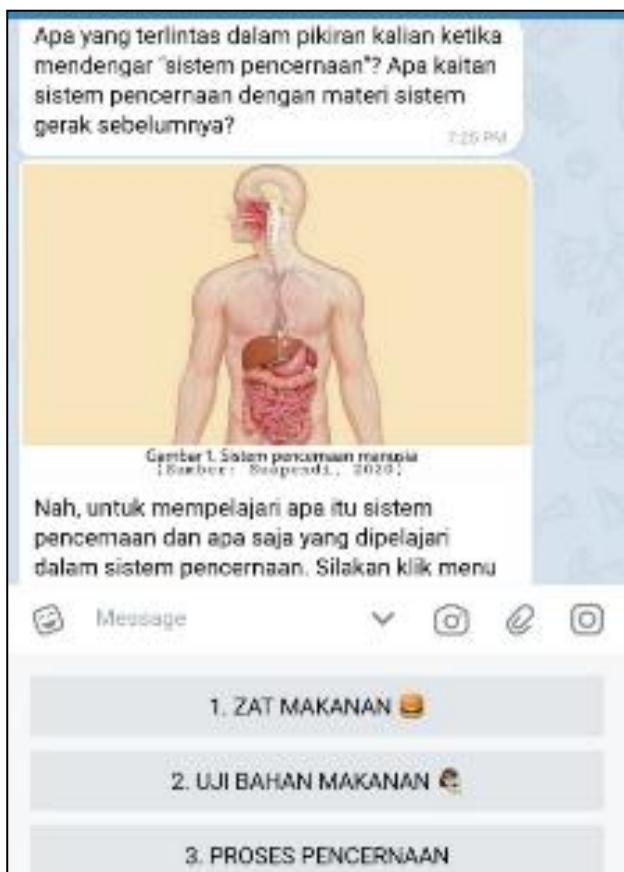 Apa yang terlintas dalam pikiran kalian ketika
mendengar "sistem pencernaan"? Apa kaitan
sistem pencernaan dengan materi sistem
gerak sebelumnya?
7:25 PM
Gambar 1. Sistem pencernaan manusia
(Sumber: 2020)
Nah, untuk mempelajari apa itu sistem
pencernaan dan apa saja yang dipelajari
dalam sistem pencernaan. Silakan klik menu
Message
1. ZAT MAKANAN 🍔
2. UJI BAHAN MAKANAN
3. PROSES PENCERNAAN